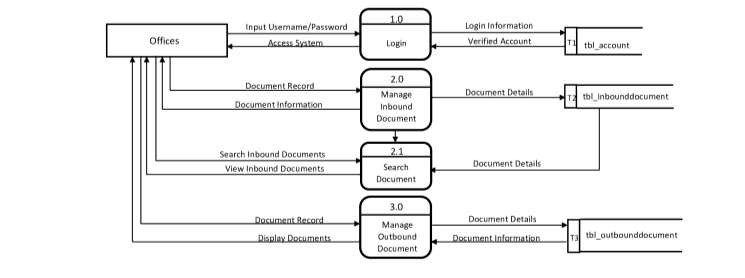 1.0
Input Username/Password
Login Information
Offices
Access System
Login
Verified Account
T1
tbl_account
2.0
Document Record
Manage
Inbound
Document
Document Information
Document Details
T2
tbl_inbounddocument
2.1
Search Inbound Documents
View Inbound Documents
Search
Document
Document Details
3.0
Document Record
Manage
Outbound
Document
Display Documents
Document Details
Document Information
T3
tbl_outbounddocument